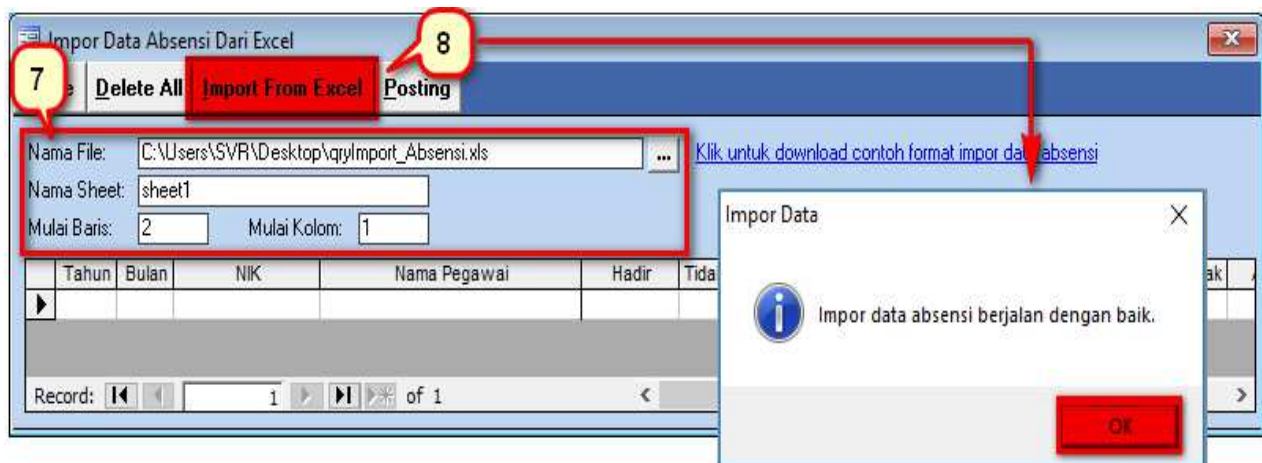 Impor Data Absensi Dari Excel
8
7
Delete All Import From Excel Posting
Nama File: C:\Users\SVR\Desktop\qryImport_Absensi.xls ... Klik untuk download contoh format impor data absensi
Nama Sheet: sheet1
Mulai Baris: 2 Mulai Kolom: 1
Impor Data
Tahun Bulan NIK Nama Pegawai Hadir
Impor data absensi berjalan dengan baik.
Record: 1 of 1
OK